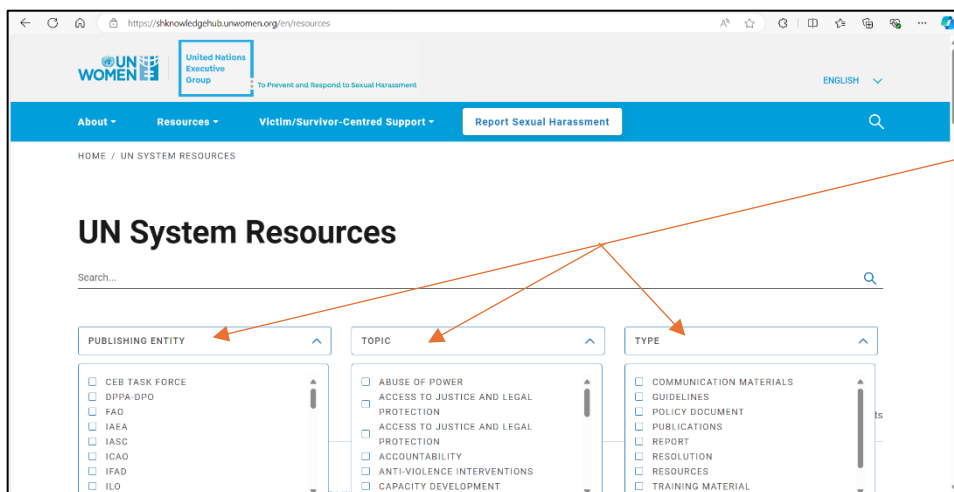 https://shknowledgehub.unwomen.org/en/resources
UN
WOMEN
United Nations
Executive
Group
To Prevent and Respond to Sexual Harassment
ENGLISH
About
Resources
Victim/Survivor-Centred Support
Report Sexual Harassment
HOME / UN SYSTEM RESOURCES
UN System Resources
Search...
PUBLISHING ENTITY
TOPIC
TYPE
CEB TASK FORCE
DPPA-DPO
FAO
IAEA
IASC
ICAO
IFAD
ILO
ABUSE OF POWER
ACCESS TO JUSTICE AND LEGAL
PROTECTION
ACCESS TO JUSTICE AND LEGAL
PROTECTION
ACCOUNTABILITY
ANTI-VIOLENCE INTERVENTIONS
CAPACITY DEVELOPMENT
COMMUNICATION MATERIALS
GUIDELINES
POLICY DOCUMENT
PUBLICATIONS
REPORT
RESOLUTION
RESOURCES
TRAINING MATERIAL